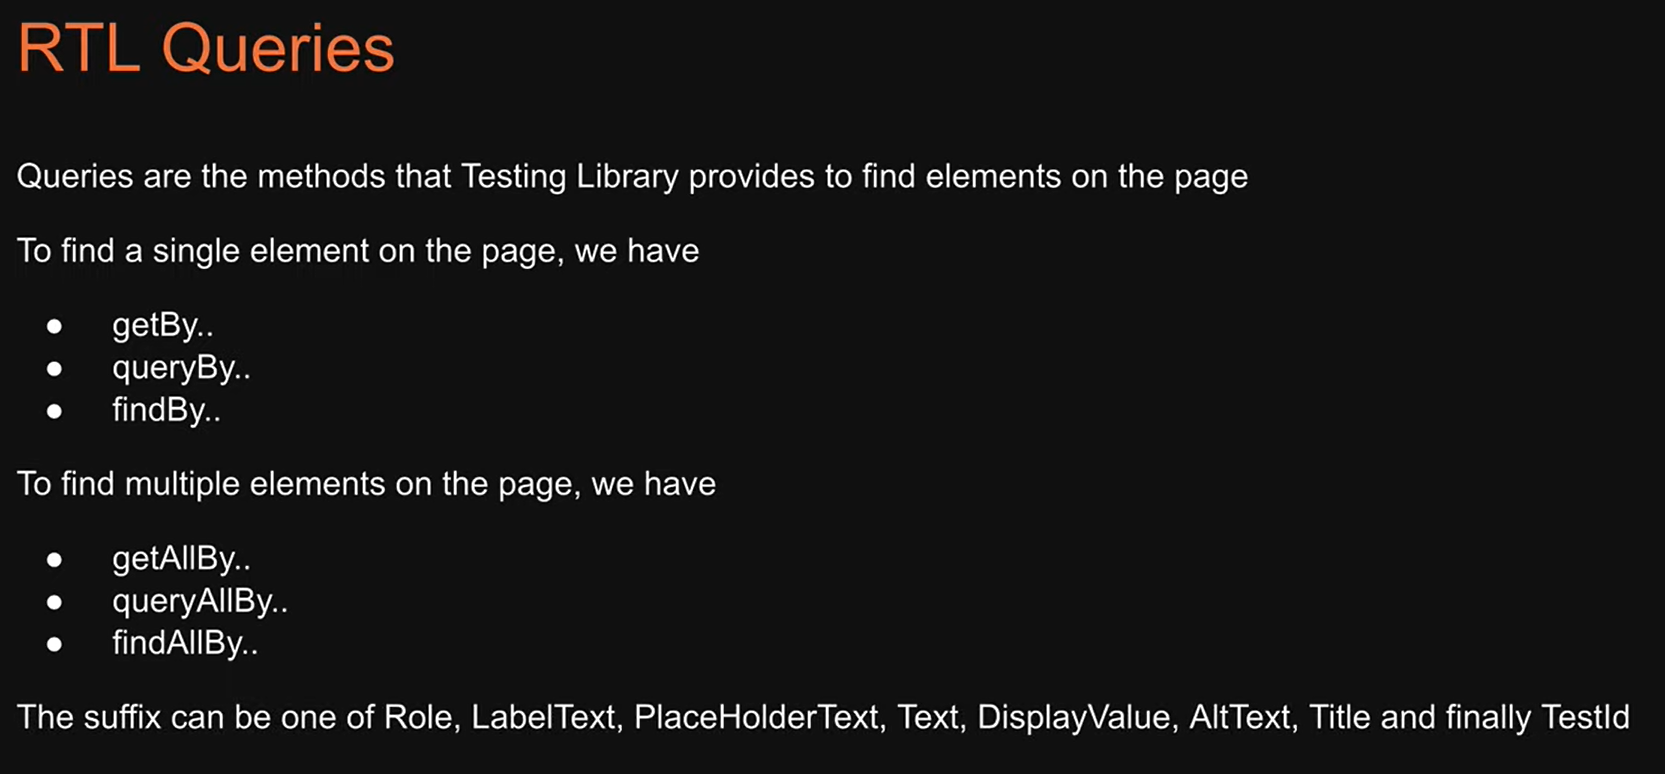 RTL Queries
Queries are the methods that Testing Library provides to find elements on the page
To find a single element on the page, we have
● getBy..
● queryBy..
● findBy..
To find multiple elements on the page, we have
● getAllBy..
● queryAllBy..
● findAllBy..
The suffix can be one of Role, LabelText, PlaceHolderText, Text, DisplayValue, AltText, Title and finally TestId